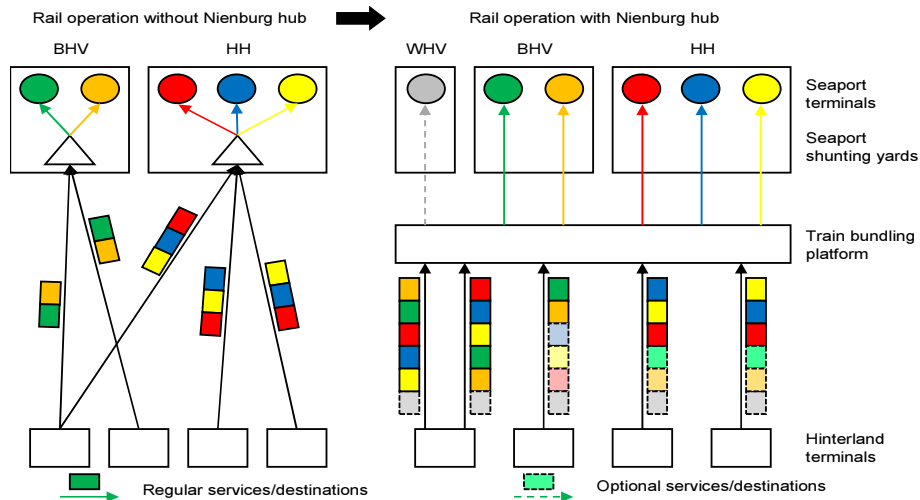 Rail operation without Nienburg hub
Rail operation with Nienburg hub
BHV
HH
WHV
BHV
HH
Seaport
terminals
Seaport
shunting yards
Train bundling
platform
Hinterland
terminals
Regular services/destinations
Optional services/destinations